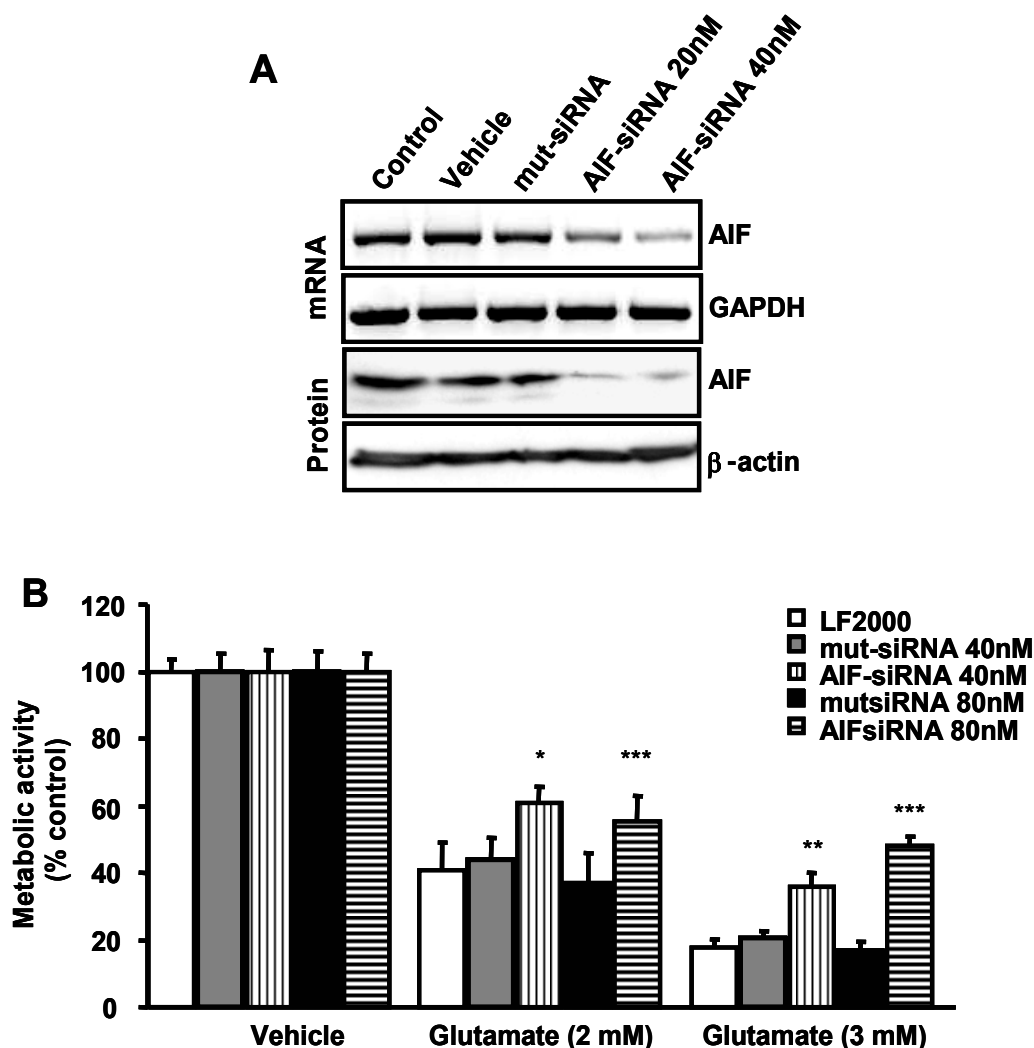 A
Control
Vehicle
mut-siRNA
AIF-siRNA 20nM
AIF-siRNA 40nM
mRNA
AIF
GAPDH
Protein
AIF
β-actin
B
Metabolic activity
(% control)
120
100
80
60
40
20
0
LF2000
mut-siRNA 40nM
AIF-siRNA 40nM
mutsiRNA 80nM
AIFsiRNA 80nM
* ***
** ***
Vehicle Glutamate (2 mM) Glutamate (3 mM)